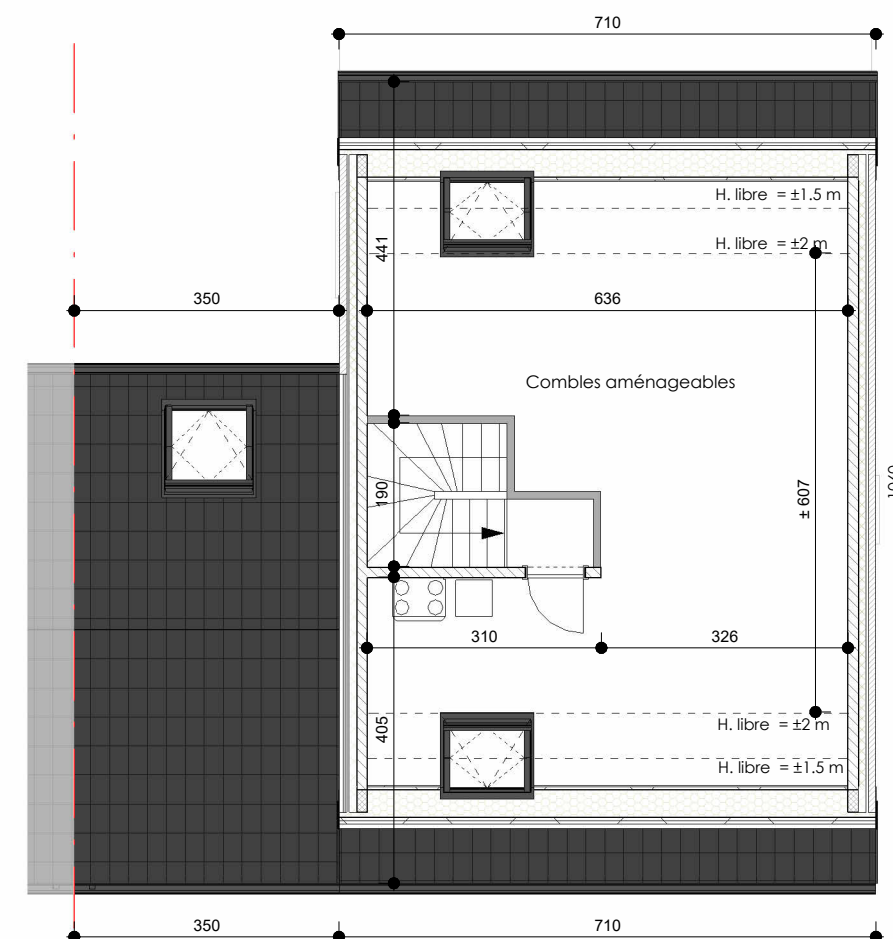 710
H. libre = ±1.5 m
H. libre = ±2 m
441
350
636
Combles aménageables
190
± 607
310
326
405
H. libre = ±2 m
H. libre = ±1.5 m
350
710